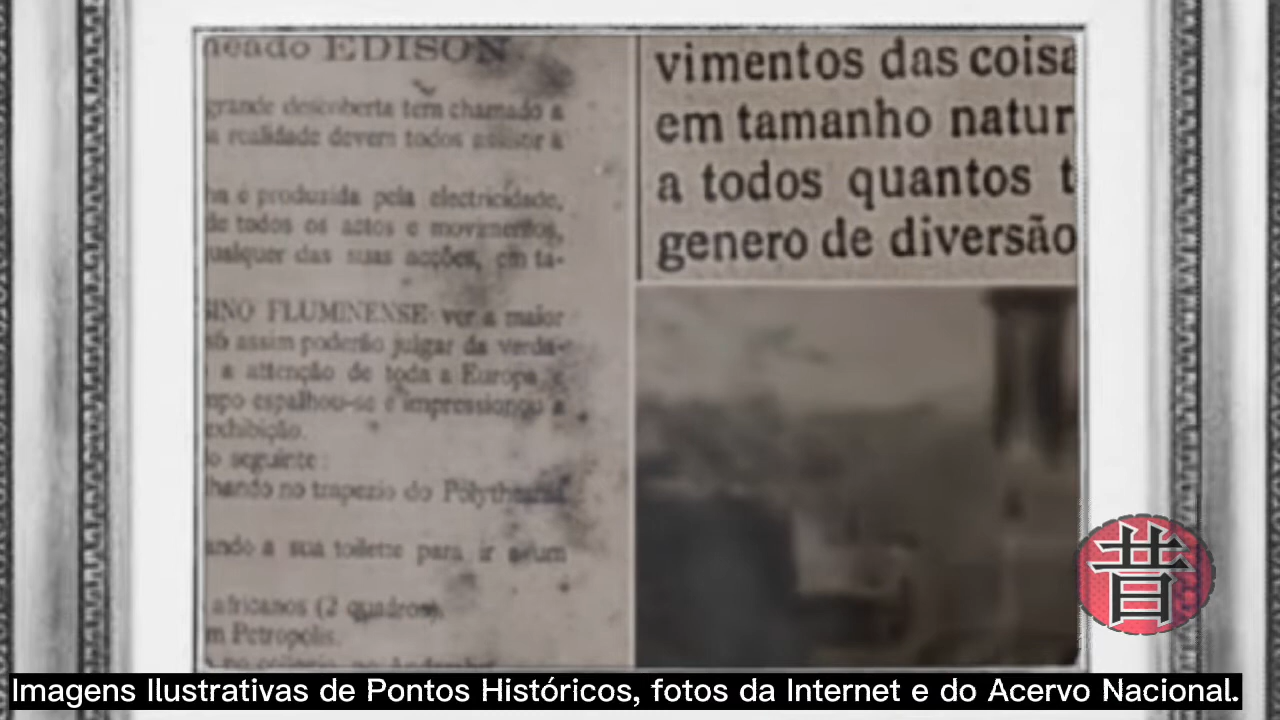 neado EDISON
grande descoberta tem chamado a
a realidade devem todos assistir á
é produzida pela electricidade,
de todos os actos e movimentos,
qualquer das suas acções, em ta-
SINO FLUMINENSE ver a maior
só assim poderão julgar da verda-
a attenção de toda a Europa, e
mpo espalhou-se e impressionou a
exhibição.
o seguinte:
lhando no trapezio do Polytheama
ando a sua toilette para ir a um
africanos (2 quadros).
m Petropolis.
vimentos das coisa
em tamanho natur
a todos quantos t
genero de diversão
昔
Imagens Ilustrativas de Pontos Históricos, fotos da Internet e do Acervo Nacional.